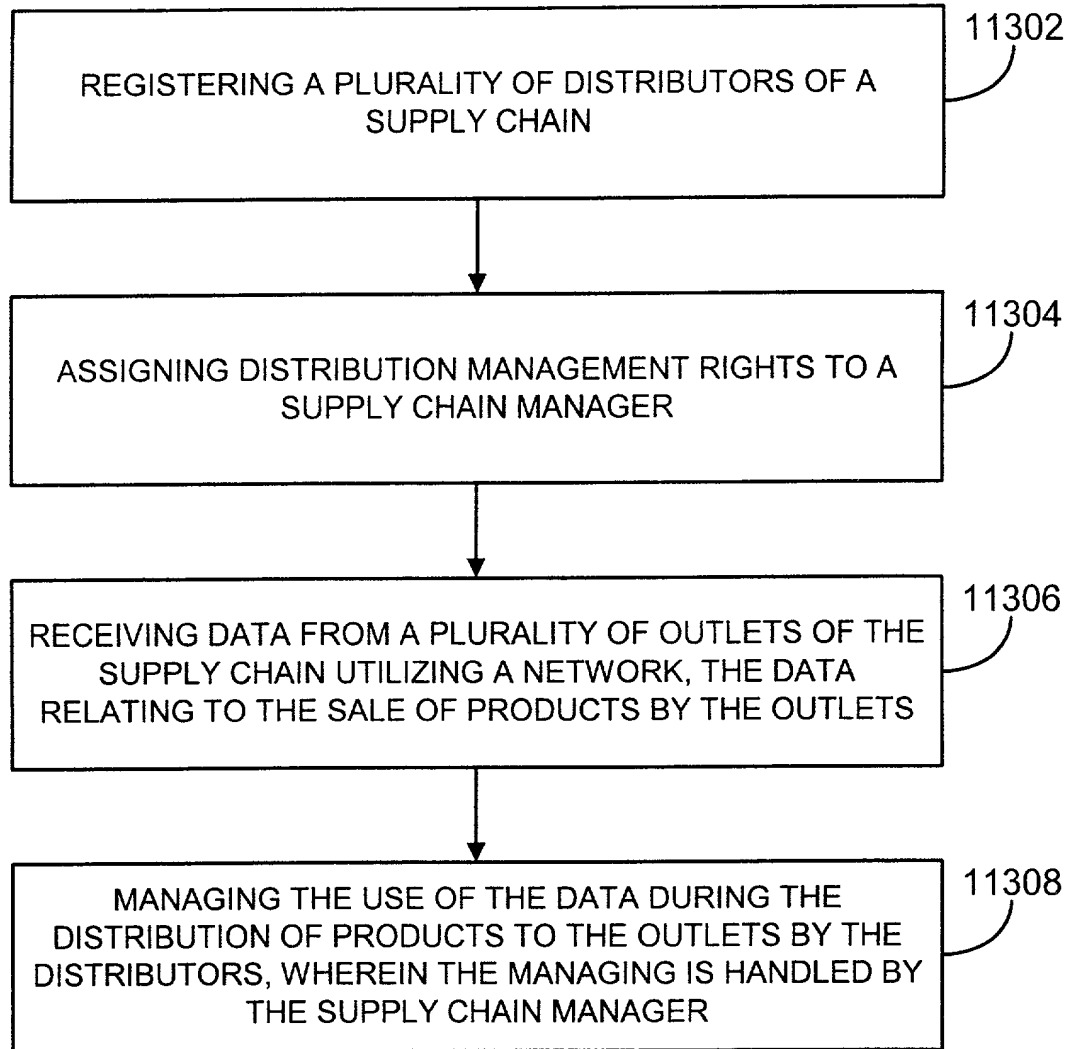 11302
REGISTERING A PLURALITY OF DISTRIBUTORS OF A
SUPPLY CHAIN
11304
ASSIGNING DISTRIBUTION MANAGEMENT RIGHTS TO A
SUPPLY CHAIN MANAGER
11306
RECEIVING DATA FROM A PLURALITY OF OUTLETS OF THE
SUPPLY CHAIN UTILIZING A NETWORK, THE DATA
RELATING TO THE SALE OF PRODUCTS BY THE OUTLETS
11308
MANAGING THE USE OF THE DATA DURING THE
DISTRIBUTION OF PRODUCTS TO THE OUTLETS BY THE
DISTRIBUTORS, WHEREIN THE MANAGING IS HANDLED BY
THE SUPPLY CHAIN MANAGER